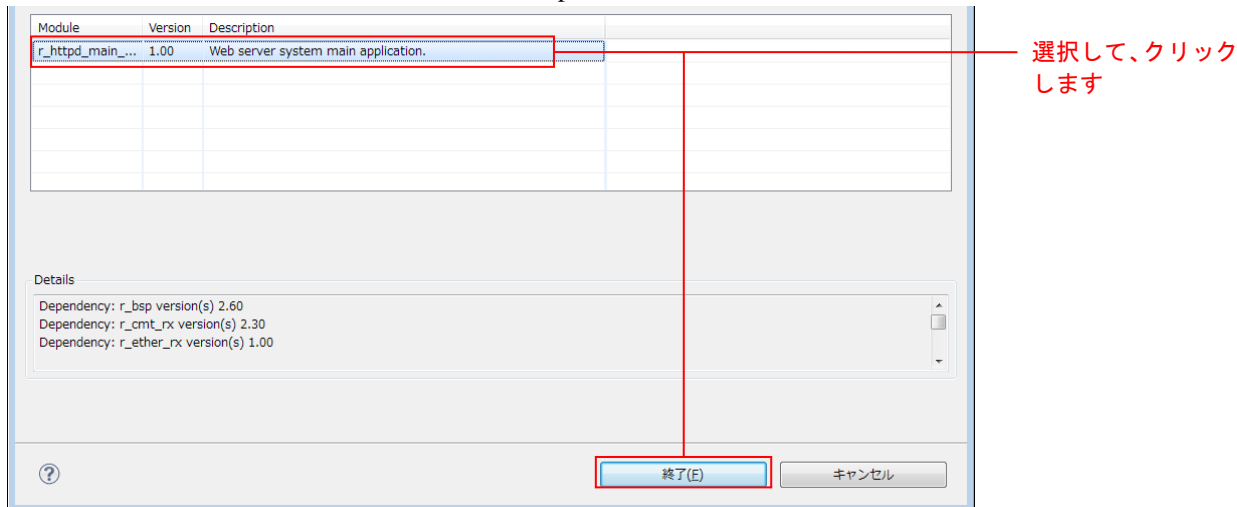 Module Version Description
r_httpd_main_... 1.00 Web server system main application.
選択して、クリック
します
Details
Dependency: r_bsp version(s) 2.60
Dependency: r_cmt_rx version(s) 2.30
Dependency: r_ether_rx version(s) 1.00
? 終了(F) キャンセル